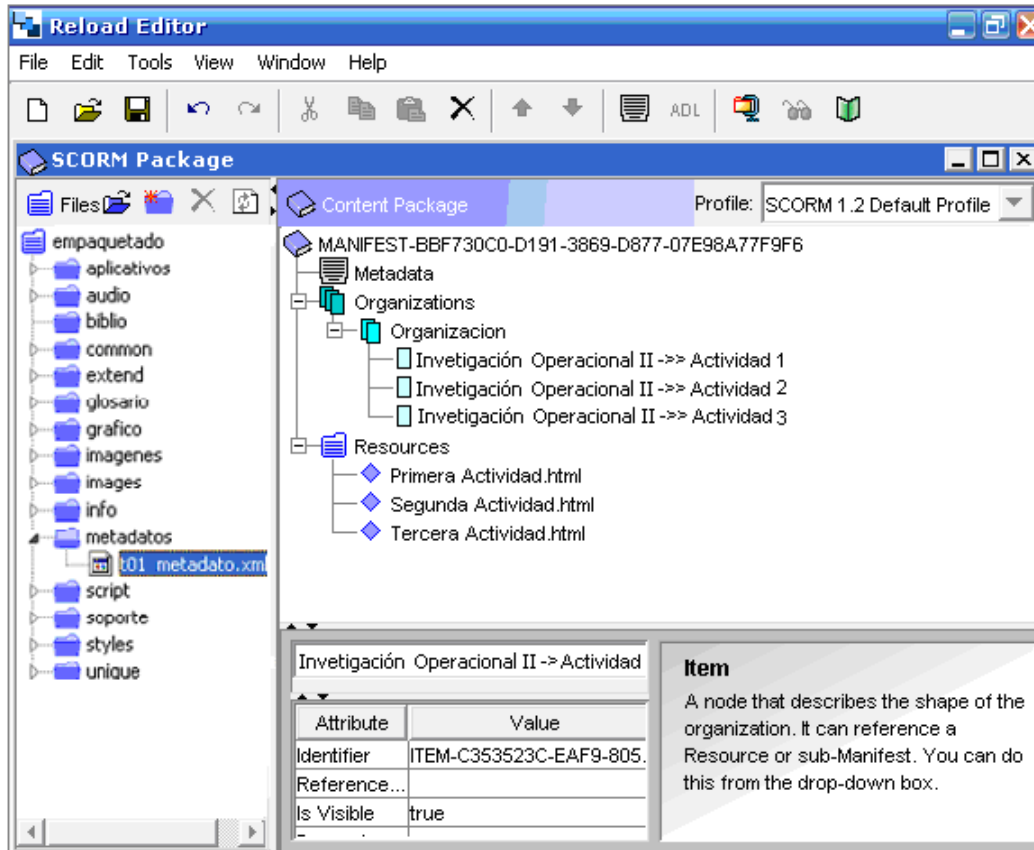 Reload Editor
File Edit Tools View Window Help
ADL
SCORM Package
Files
Content Package
Profile: SCORM 1.2 Default Profile
empaquetado
aplicativos
audio
biblio
common
extend
glosario
grafico
imagenes
images
info
metadatos
t01_metadato.xml
script
soporte
styles
unique
MANIFEST-BBF730C0-D191-3869-D877-07E98A77F9F6
Metadata
Organizations
Organizacion
Invetigación Operacional II ->> Actividad 1
Invetigación Operacional II ->> Actividad 2
Invetigación Operacional II ->> Actividad 3
Resources
Primera Actividad.html
Segunda Actividad.html
Tercera Actividad.html
Invetigación Operacional II -> Actividad
Attribute Value
Identifier ITEM-C353523C-EAF9-805.
Reference...
Is Visible true
Item
A node that describes the shape of the
organization. It can reference a
Resource or sub-Manifest. You can do
this from the drop-down box.